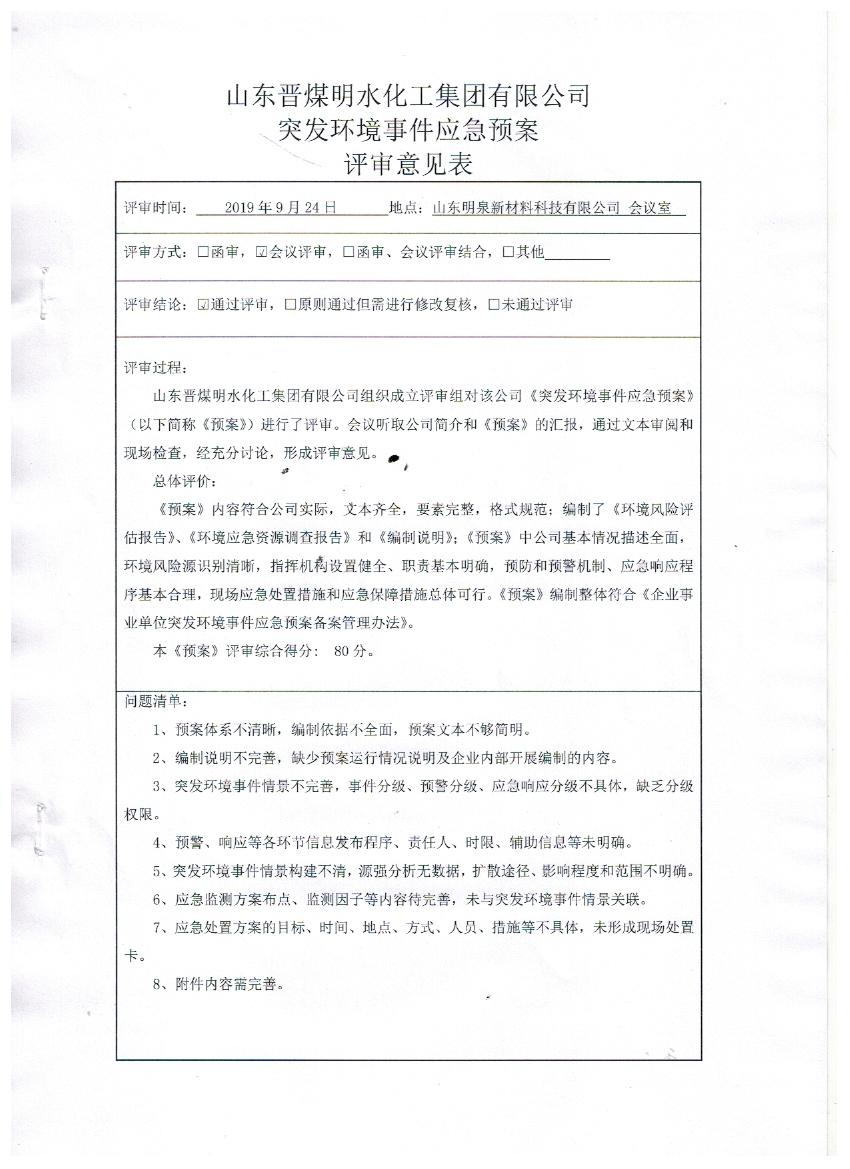 山东晋煤明水化工集团有限公司
突发环境事件应急预案
评审意见表
评审时间： 2019 年 9 月 24 日 地点：山东明泉新材料科技有限公司 会议室
评审方式：☐函审，☑会议评审，☐函审、会议评审结合，☐其他________
评审结论：☑通过评审，☐原则通过但需进行修改复核，☐未通过评审
评审过程：
山东晋煤明水化工集团有限公司组织成立评审组对该公司《突发环境事件应急预案》
（以下简称《预案》）进行了评审。会议听取公司简介和《预案》的汇报，通过文本审阅和
现场检查，经充分讨论，形成评审意见。
总体评价：
《预案》内容符合公司实际，文本齐全，要素完整，格式规范；编制了《环境风险评
估报告》、《环境应急资源调查报告》和《编制说明》；《预案》中公司基本情况描述全面，
环境风险源识别清晰，指挥机构设置健全、职责基本明确，预防和预警机制、应急响应程
序基本合理，现场应急处置措施和应急保障措施总体可行。《预案》编制整体符合《企业事
业单位突发环境事件应急预案备案管理办法》。
本《预案》评审综合得分： 80 分。
问题清单：
1、预案体系不清晰，编制依据不全面，预案文本不够简明。
2、编制说明不完善，缺少预案运行情况说明及企业内部开展编制的内容。
3、突发环境事件情景不完善，事件分级、预警分级、应急响应分级不具体，缺乏分级
权限。
4、预警、响应等各环节信息发布程序、责任人、时限、辅助信息等未明确。
5、突发环境事件情景构建不清，源强分析无数据，扩散途径、影响程度和范围不明确。
6、应急监测方案布点、监测因子等内容待完善，未与突发环境事件情景关联。
7、应急处置方案的目标、时间、地点、方式、人员、措施等不具体，未形成现场处置
卡。
8、附件内容需完善。